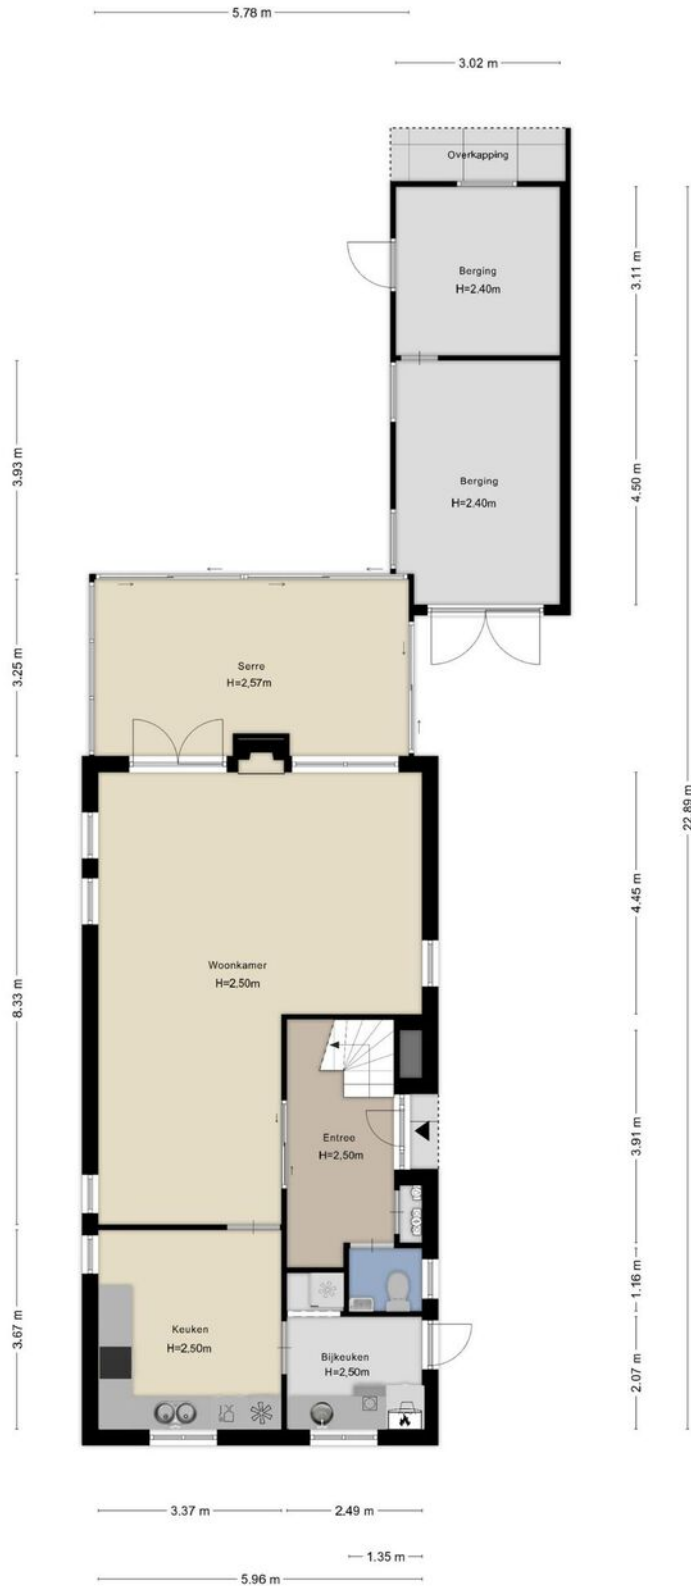 5.78 m
3.02 m
Overkapping
3.11 m
Berging
H=2.40m
3.93 m
4.50 m
Berging
H=2.40m
3.25 m
Serre
H=2,57m
22.89 m
4.45 m
Woonkamer
H=2.50m
8.33 m
3.91 m
Entree
H=2,50m
1.16 m
Keuken
H=2,50m
3.67 m
Bijkeuken
H=2,50m
2.07 m
3.37 m
2.49 m
1.35 m
5.96 m